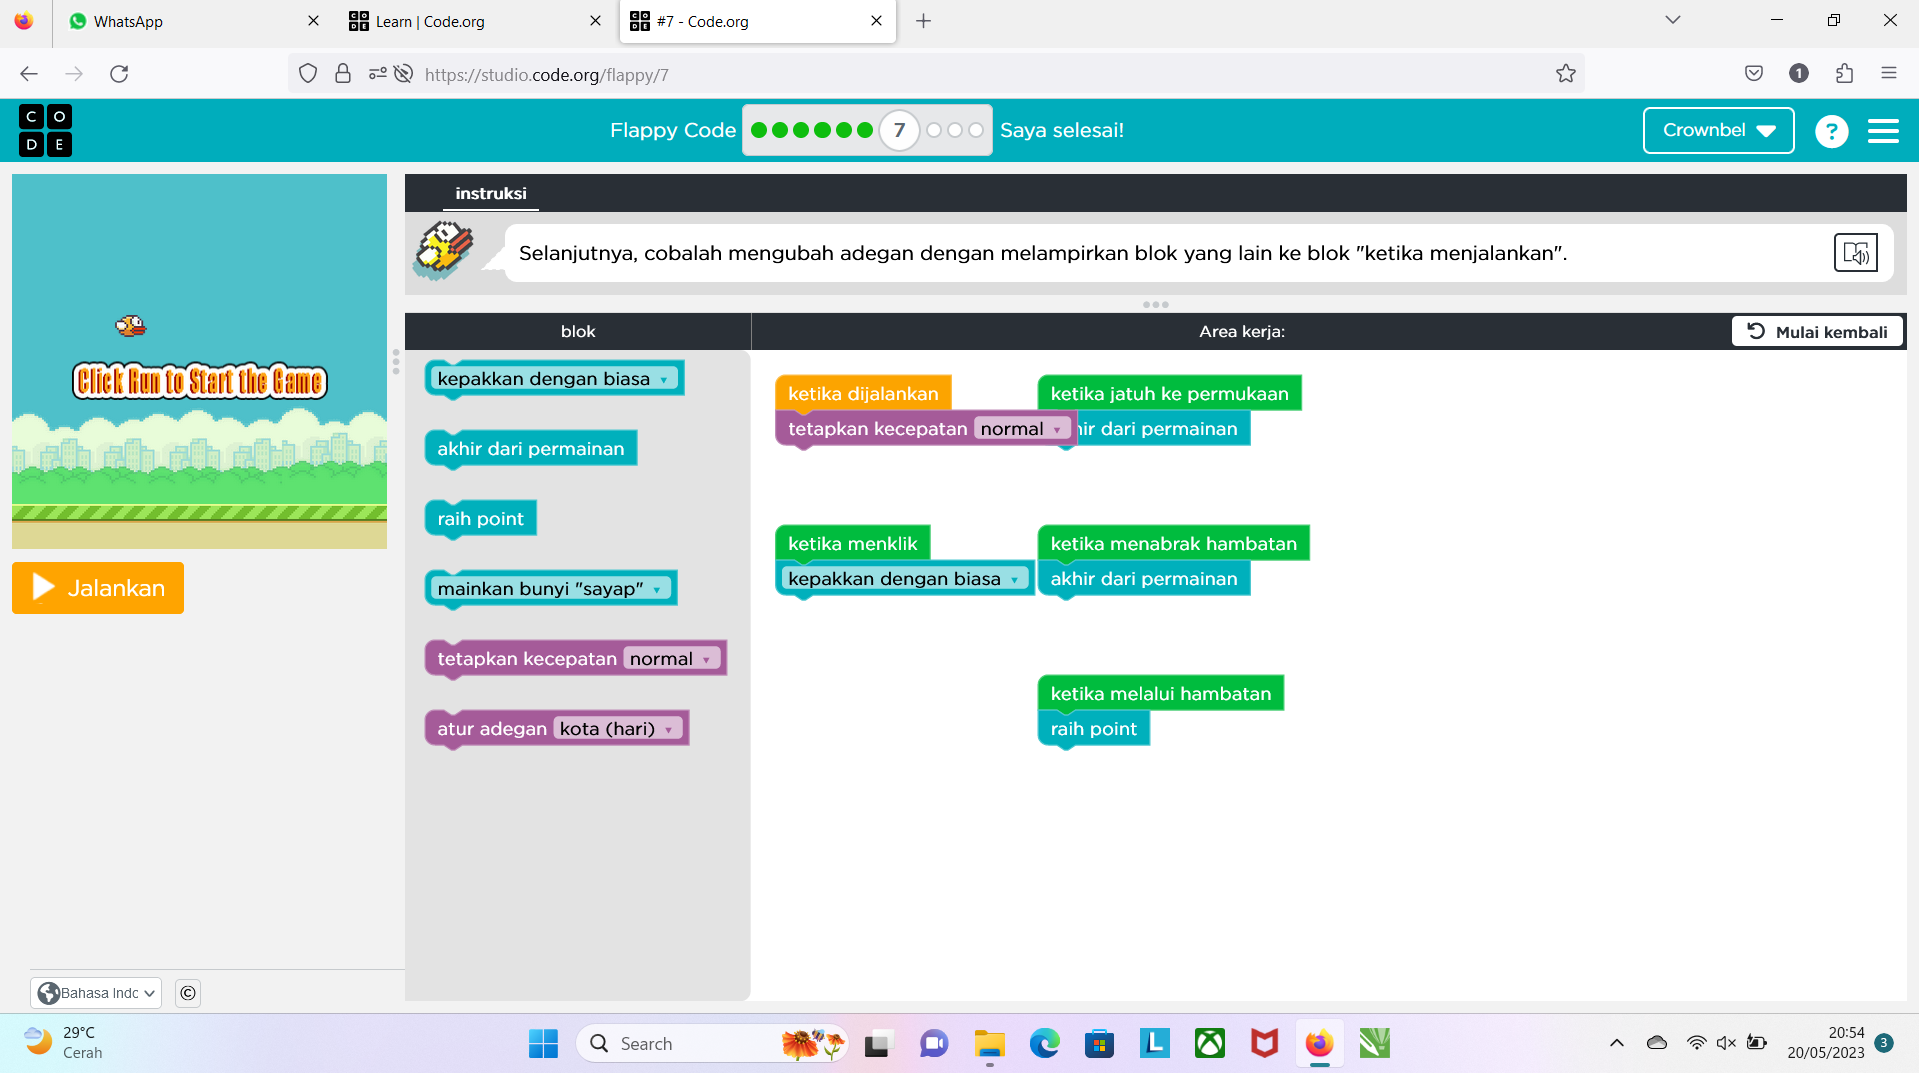 WhatsApp
Learn | Code.org
#7 - Code.org
https://studio.code.org/flappy/7
1
C O
D E
Flappy Code
7
Saya selesai!
Crownbel
?
instruksi
Selanjutnya, cobalah mengubah adegan dengan melampirkan blok yang lain ke blok "ketika menjalankan".
blok
Area kerja:
Mulai kembali
Click Run to Start the Game
Jalankan
kepakkan dengan biasa
akhir dari permainan
raih point
mainkan bunyi "sayap"
tetapkan kecepatan normal
atur adegan kota (hari)
ketika dijalankan
tetapkan kecepatan normal
ketika jatuh ke permukaan
hir dari permainan
ketika menklik
kepakkan dengan biasa
ketika menabrak hambatan
akhir dari permainan
ketika melalui hambatan
raih point
Bahasa Indo
©
29°C
Cerah
Search
L
20:54
20/05/2023
3